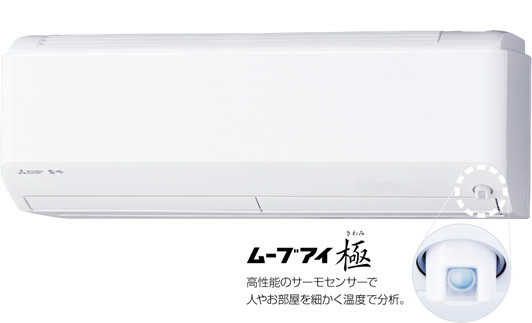 MITSUBISHI
ムーブアイ 極
きわみ
高性能のサーモセンサーで
人やお部屋を細かく温度で分析。